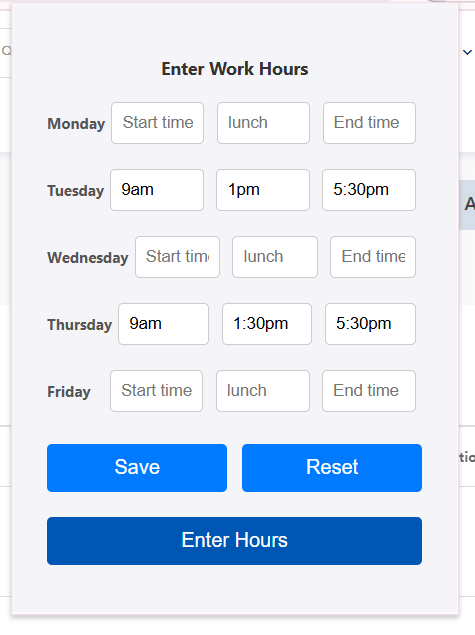 Enter Work Hours
Monday Start time lunch End time
Tuesday 9am 1pm 5:30pm
Wednesday Start tim lunch End time
Thursday 9am 1:30pm 5:30pm
Friday Start time lunch End time
Save Reset
Enter Hours